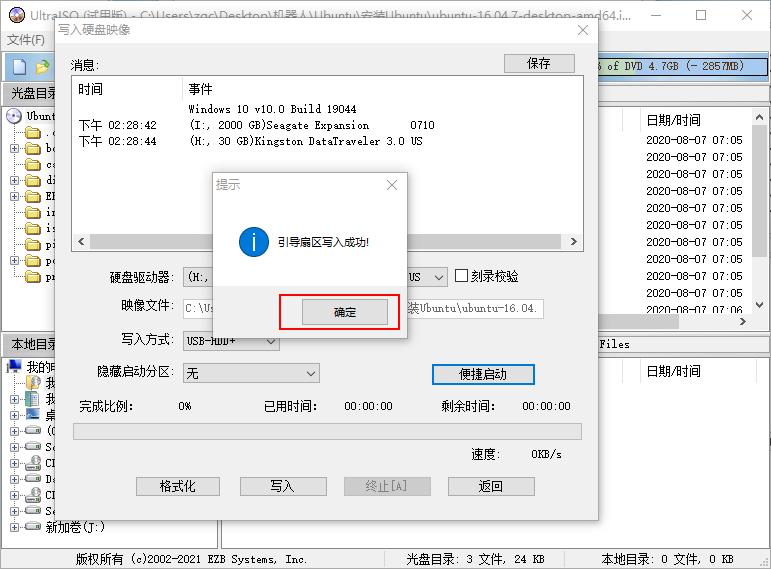 UltraISO (试用版) - C:\Users\zgc\Desktop\机器人\Ubuntu\安装Ubuntu\ubuntu-16.04.7-desktop-amd64.i...
文件(F)
写入硬盘映像
% of DVD 4.7GB (- 2857MB)
消息:
保存
光盘目录
时间 事件
Windows 10 v10.0 Build 19044
下午 02:28:42 (I:, 2000 GB)Seagate Expansion 0710
下午 02:28:44 (H:, 30 GB)Kingston DataTraveler 3.0 US
Ubunt
日期/时间
2020-08-07 07:05
2020-08-07 07:05
2020-08-07 07:05
2020-08-07 07:05
2020-08-07 07:05
2020-08-07 07:05
2020-08-07 07:05
2020-08-07 07:05
2020-08-07 07:05
2020-08-07 07:05
2020-08-07 07:06
提示
引导扇区写入成功!
确定
硬盘驱动器: (H:, US 刻录校验
映像文件: C:\Us 装Ubuntu\ubuntu-16.04.
写入方式: USB-HDD+
隐藏启动分区: 无
便捷启动
完成比例: 0% 已用时间: 00:00:00 剩余时间: 00:00:00
速度: 0KB/s
格式化 写入 终止[A] 返回
本地目录
Files
日期/时间
我的电
新加卷(J:)
版权所有 (c)2002-2021 EZB Systems, Inc.
光盘目录: 3 文件, 24 KB
本地目录: 0 文件, 0 KB